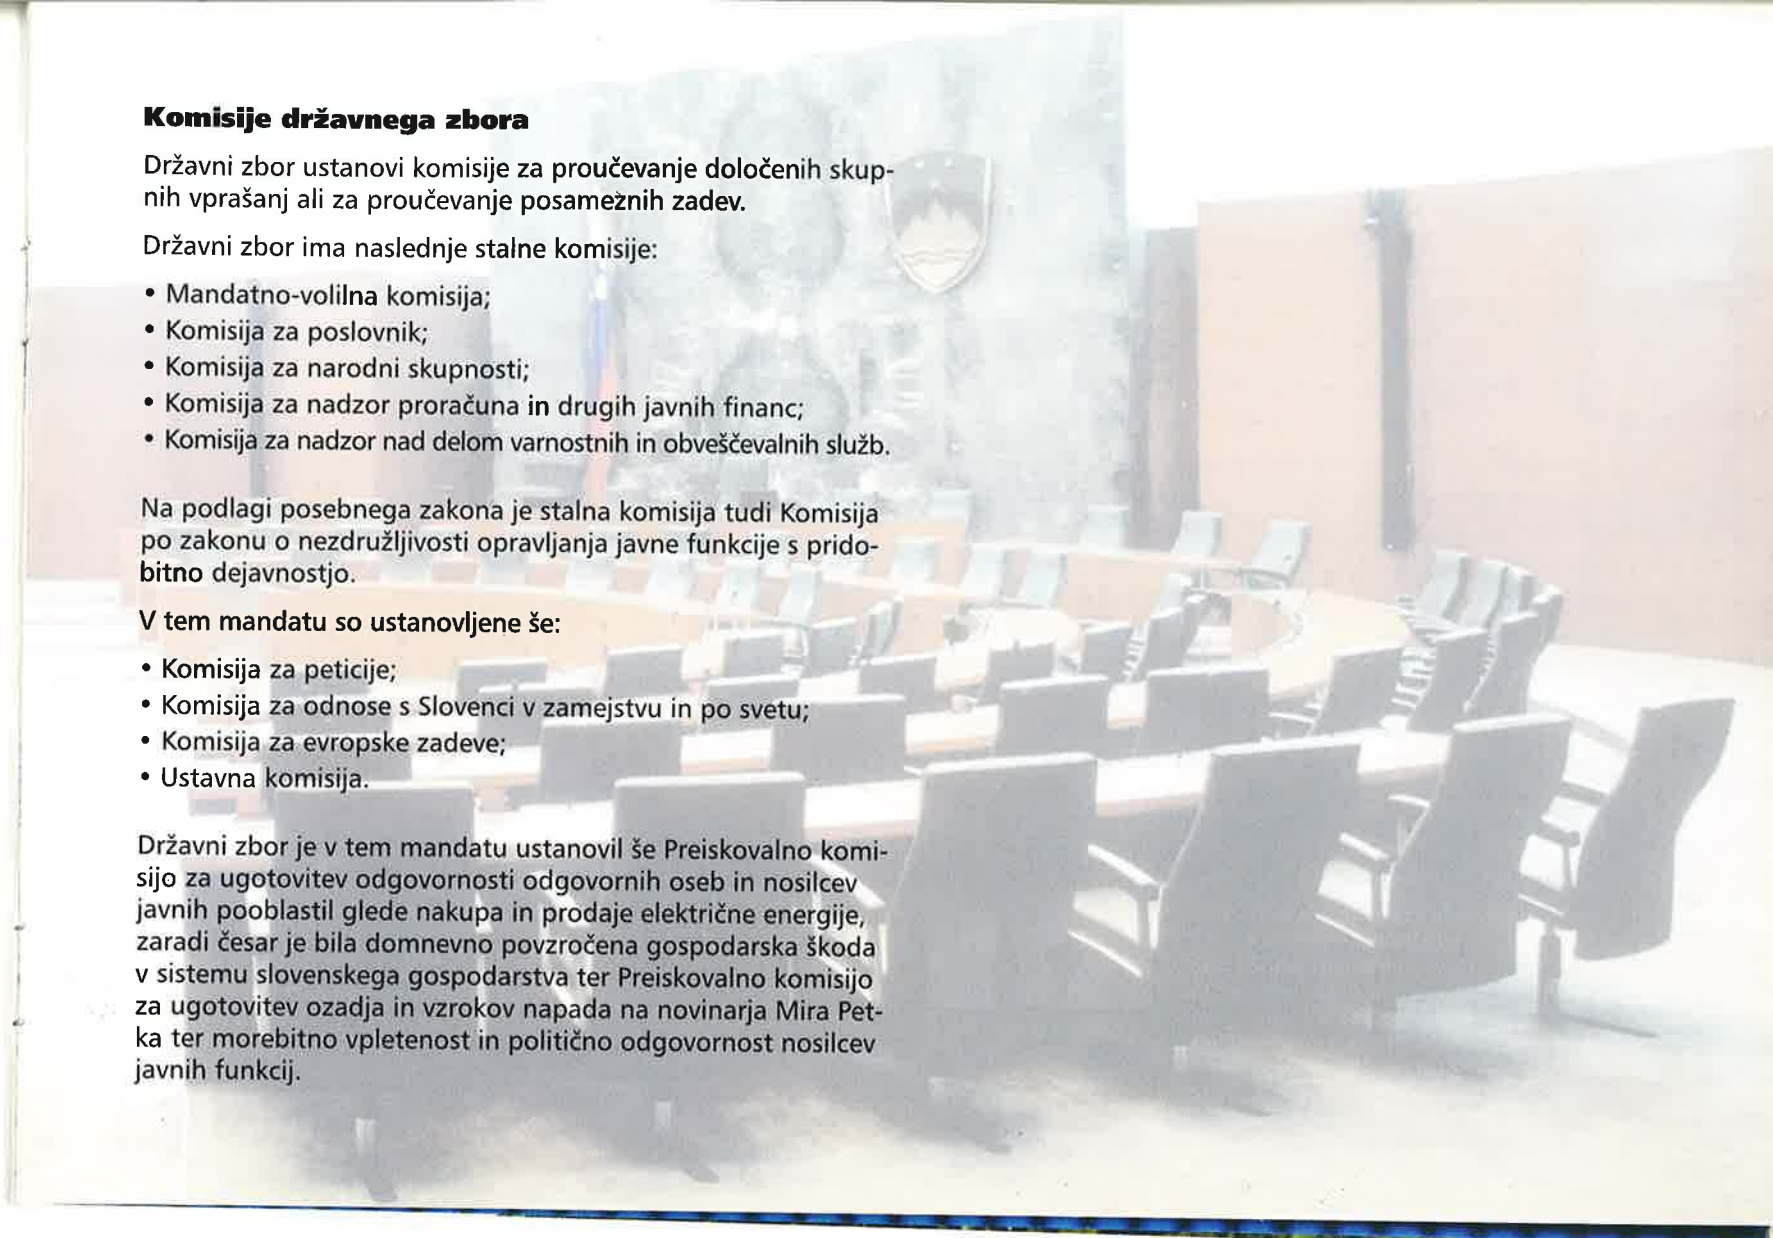 Komisije državnega zbora
Državni zbor ustanovi komisije za proučevanje določenih skup-
nih vprašanj ali za proučevanje posameznih zadev.
Državni zbor ima naslednje stalne komisije:
• Mandatno-volilna komisija;
• Komisija za poslovnik;
• Komisija za narodni skupnosti;
• Komisija za nadzor proračuna in drugih javnih financ;
• Komisija za nadzor nad delom varnostnih in obveščevalnih služb.
Na podlagi posebnega zakona je stalna komisija tudi Komisija
po zakonu o nezdružljivosti opravljanja javne funkcije s prido-
bitno dejavnostjo.
V tem mandatu so ustanovljene še:
• Komisija za peticije;
• Komisija za odnose s Slovenci v zamejstvu in po svetu;
• Komisija za evropske zadeve;
• Ustavna komisija.
Državni zbor je v tem mandatu ustanovil še Preiskovalno komi-
sijo za ugotovitev odgovornosti odgovornih oseb in nosilcev
javnih pooblastil glede nakupa in prodaje električne energije,
zaradi česar je bila domnevno povzročena gospodarska škoda
v sistemu slovenskega gospodarstva ter Preiskovalno komisijo
za ugotovitev ozadja in vzrokov napada na novinarja Mira Pet-
ka ter morebitno vpletenost in politično odgovornost nosilcev
javnih funkcij.